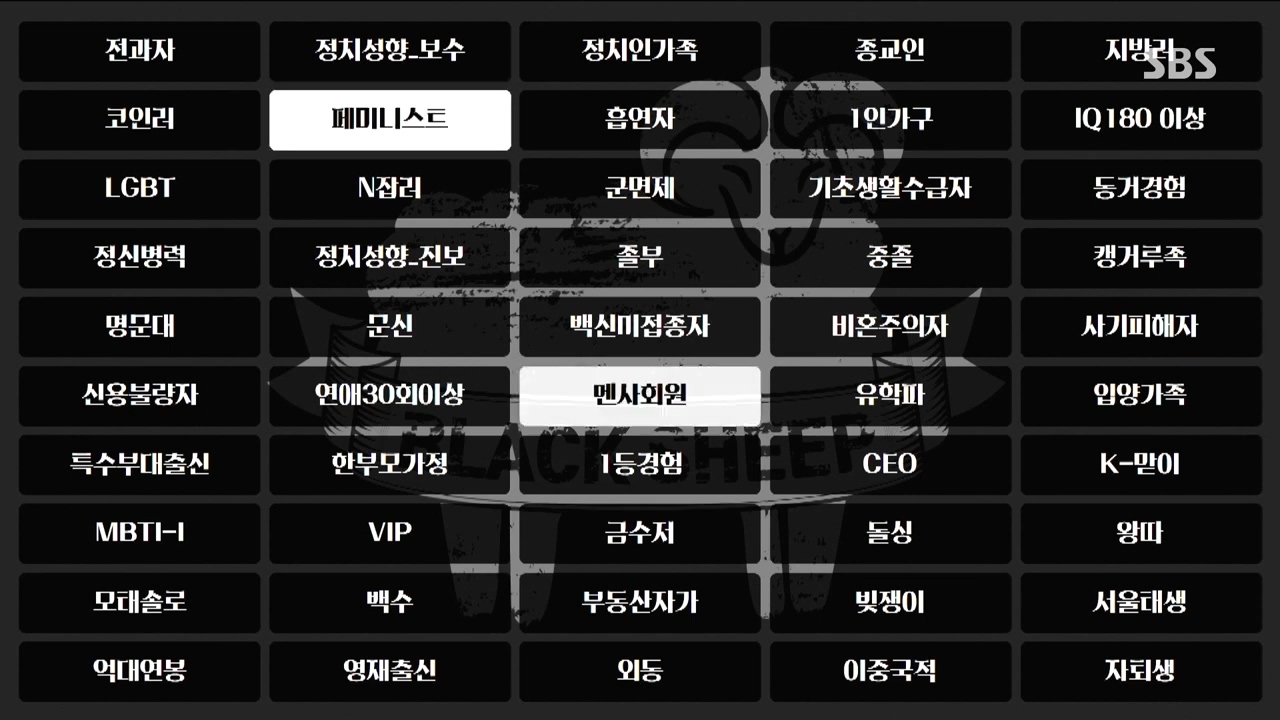 전과자 정치성향_보수 정치인가족 종교인 지방러
SBS
코인러 페미니스트 흡연자 1인가구 IQ180 이상
LGBT N잡러 군면제 기초생활수급자 동거경험
정신병력 정치성향_진보 졸부 중졸 캥거루족
명문대 문신 백신미접종자 비혼주의자 사기피해자
신용불량자 연애30회이상 멘사회원 유학파 입양가족
BLACK SHEEP
특수부대출신 한부모가정 1등경험 CEO K-맏이
MBTI-I VIP 금수저 돌싱 왕따
모태솔로 백수 부동산자가 빚쟁이 서울태생
억대연봉 영재출신 외동 이중국적 자퇴생